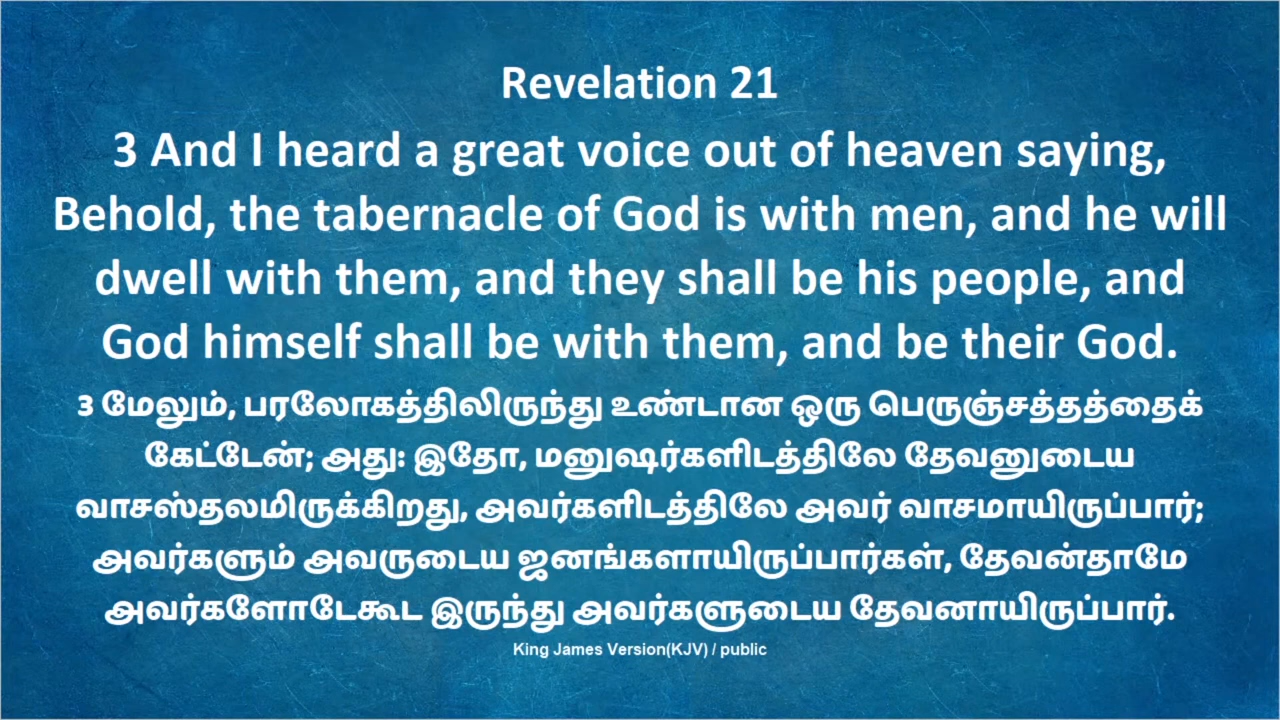 Revelation 21
3 And I heard a great voice out of heaven saying,
Behold, the tabernacle of God is with men, and he will
dwell with them, and they shall be his people, and
God himself shall be with them, and be their God.
3 மேலும், பரலோகத்திலிருந்து உண்டான ஒரு பெருஞ்சத்தத்தைக்
கேட்டேன்; அது: இதோ, மனுஷர்களிடத்திலே தேவனுடைய
வாசஸ்தலமிருக்கிறது, அவர்களிடத்திலே அவர் வாசமாயிருப்பார்;
அவர்களும் அவருடைய ஜனங்களாயிருப்பார்கள், தேவன்தாமே
அவர்களோடேகூட இருந்து அவர்களுடைய தேவனாயிருப்பார்.
King James Version(KJV) / public